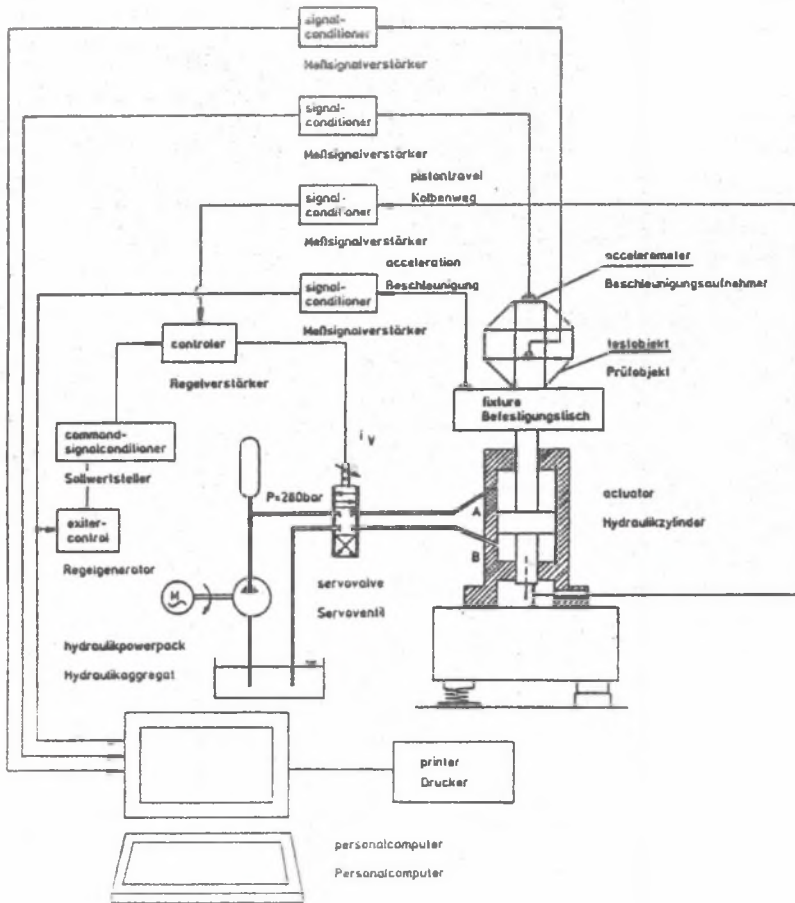 signal-
conditioner
Meßsignalverstärker
signal-
conditioner
Meßsignalverstärker
pistontravel
Kolbenweg
signal-
conditioner
Meßsignalverstärker
acceleration
Beschleunigung
signal-
conditioner
Meßsignalverstärker
accelerometer
Beschleunigungsaufnehmer
testobjekt
Prüfobjekt
controler
Regelverstärker
fixture
Befestigungstisch
command-
signalconditioner
Sollwertsteller
i v
P=280bar
A
B
actuator
Hydraulikzylinder
exiter-
control
Regelgenerator
M
servovalve
Servoventil
hydraulikpowerpack
Hydraulikaggregat
printer
Drucker
personalcomputer
Personalcomputer